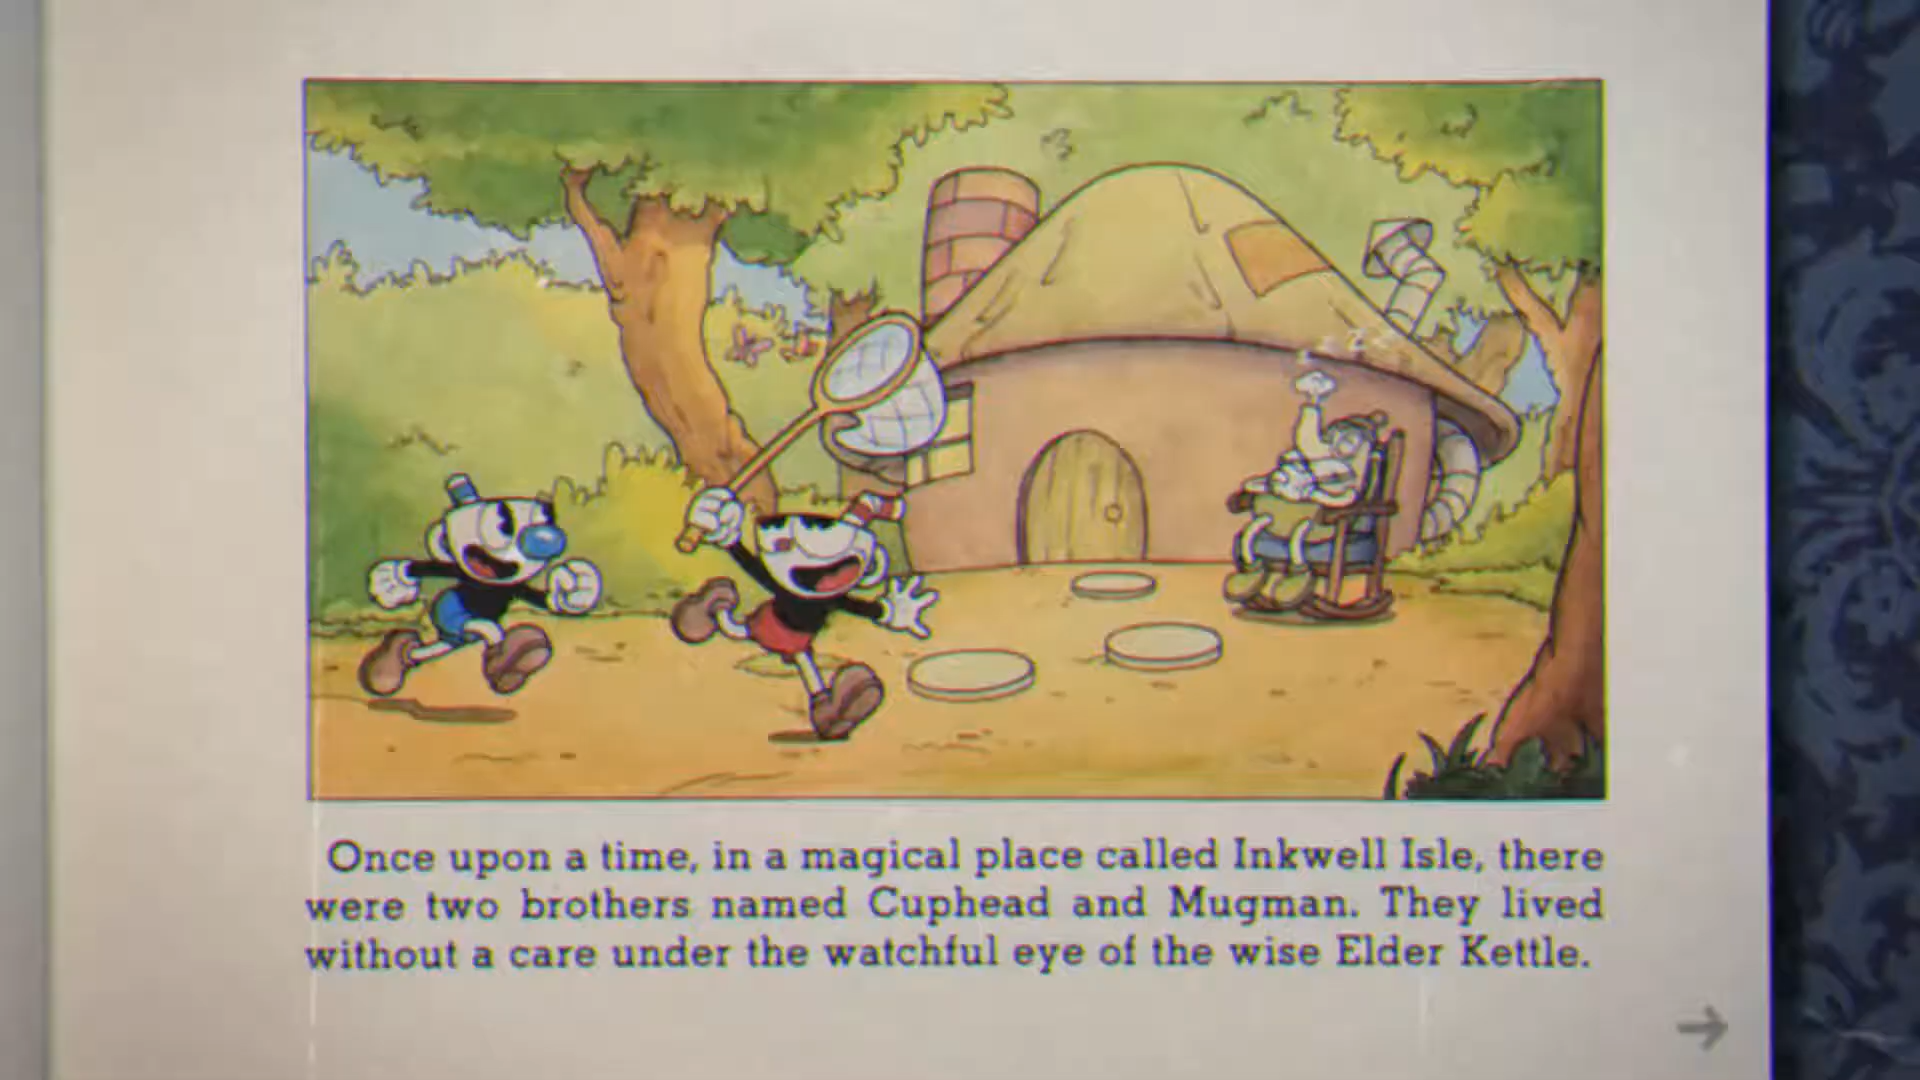 Once upon a time, in a magical place called Inkwell Isle, there
were two brothers named Cuphead and Mugman. They lived
without a care under the watchful eye of the wise Elder Kettle.